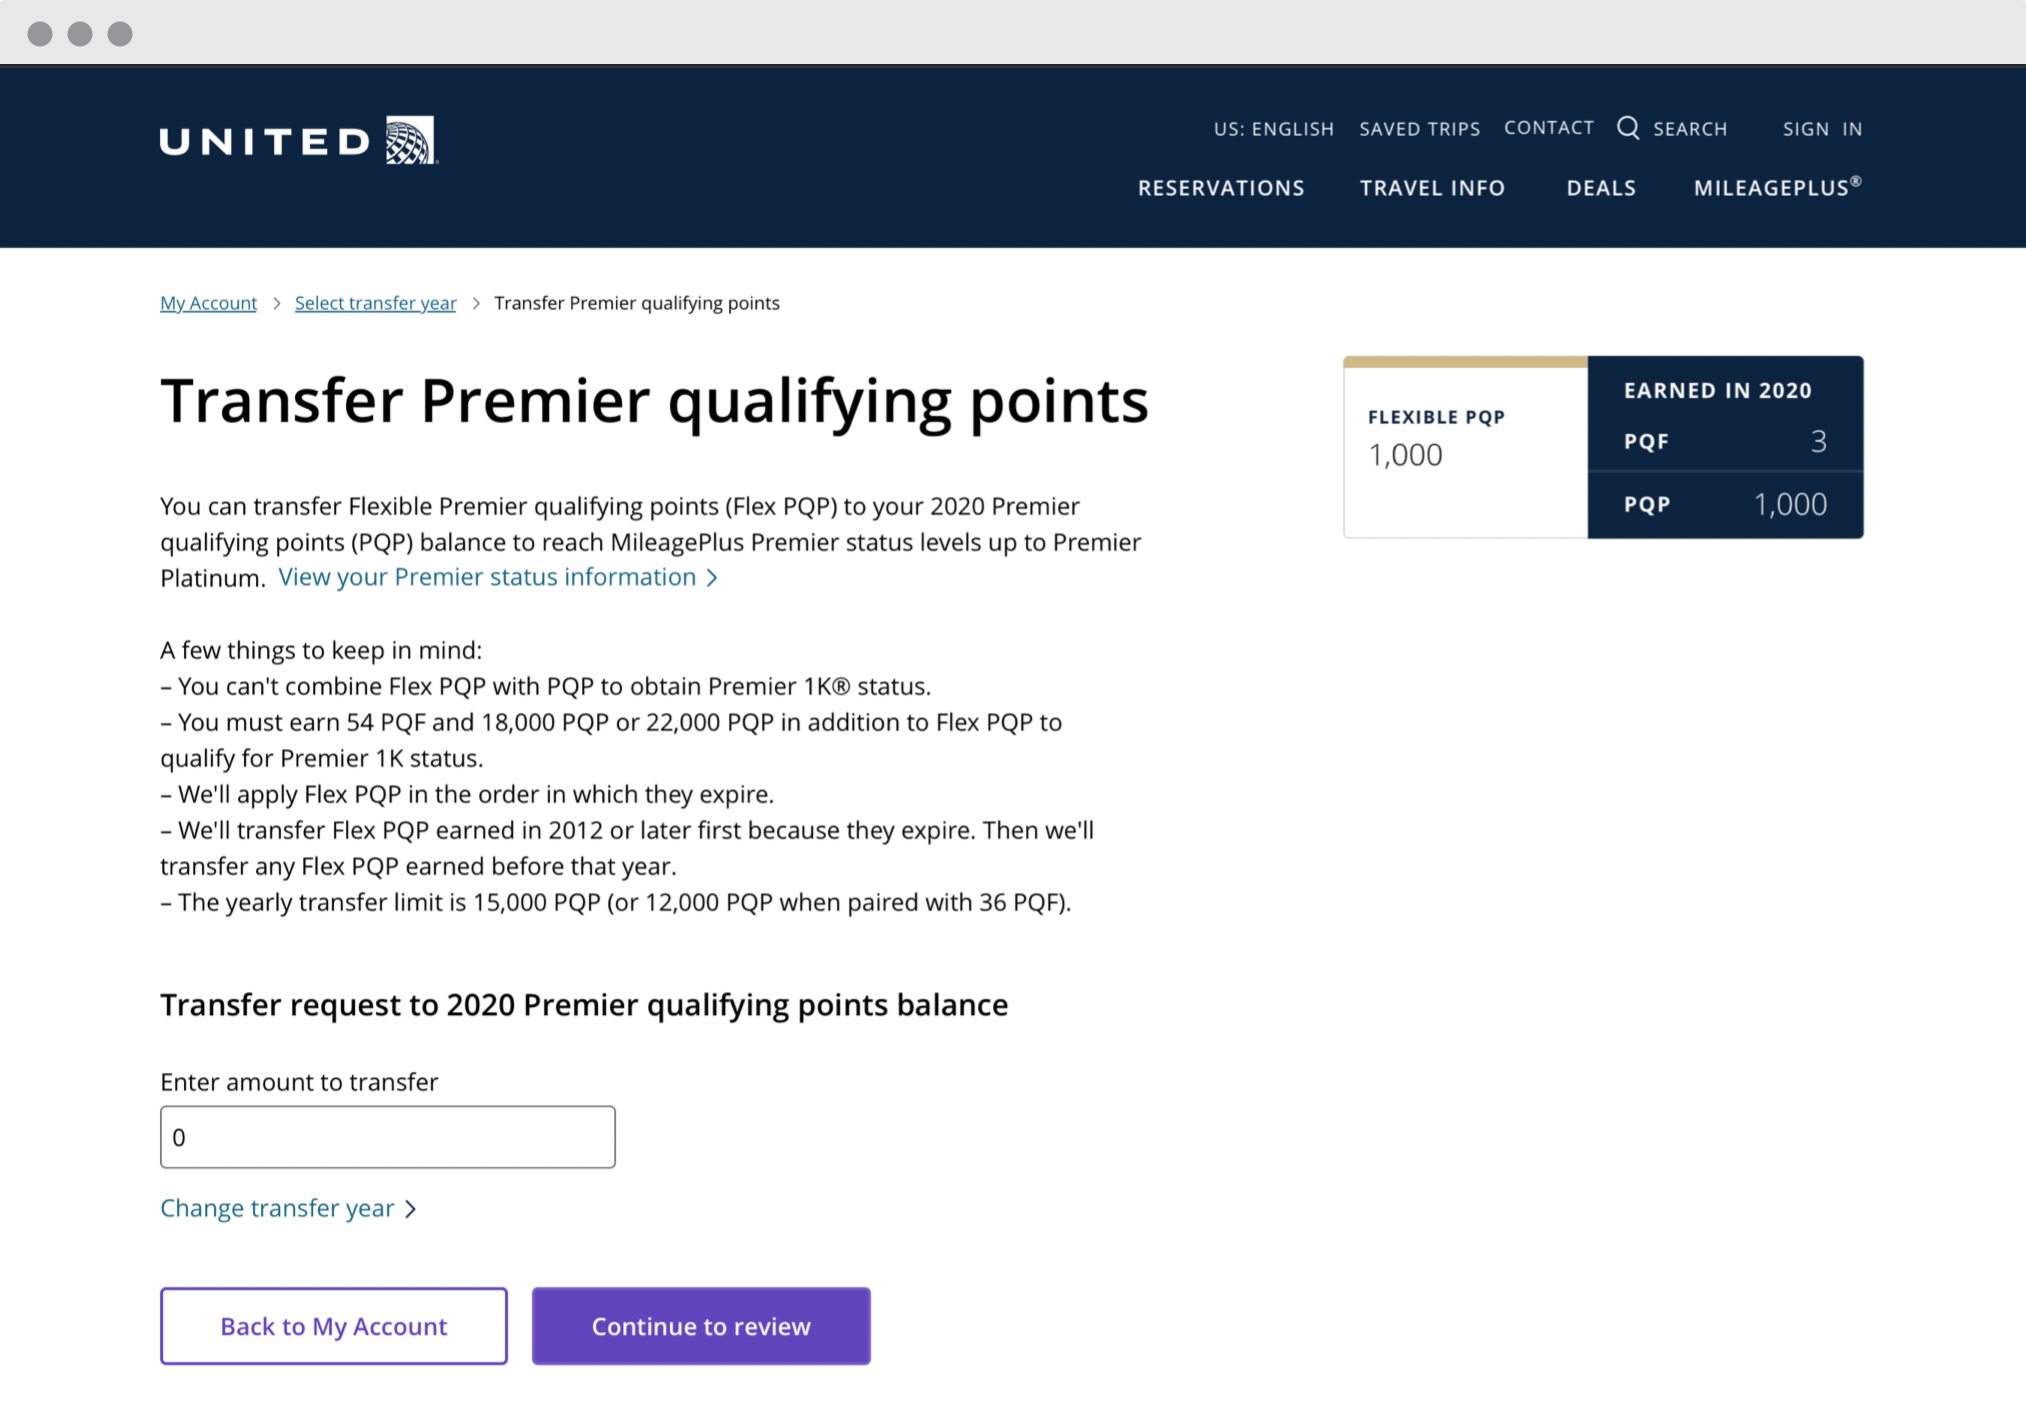 UNITED
US: ENGLISH SAVED TRIPS CONTACT SEARCH SIGN IN
RESERVATIONS TRAVEL INFO DEALS MILEAGEPLUS®
My Account > Select transfer year > Transfer Premier qualifying points
Transfer Premier qualifying points
You can transfer Flexible Premier qualifying points (Flex PQP) to your 2020 Premier
qualifying points (PQP) balance to reach MileagePlus Premier status levels up to Premier
Platinum. View your Premier status information >
A few things to keep in mind:
– You can't combine Flex PQP with PQP to obtain Premier 1K® status.
– You must earn 54 PQF and 18,000 PQP or 22,000 PQP in addition to Flex PQP to
qualify for Premier 1K status.
– We'll apply Flex PQP in the order in which they expire.
– We'll transfer Flex PQP earned in 2012 or later first because they expire. Then we'll
transfer any Flex PQP earned before that year.
– The yearly transfer limit is 15,000 PQP (or 12,000 PQP when paired with 36 PQF).
FLEXIBLE PQP
1,000
EARNED IN 2020
PQF 3
PQP 1,000
Transfer request to 2020 Premier qualifying points balance
Enter amount to transfer
0
Change transfer year >
Back to My Account
Continue to review